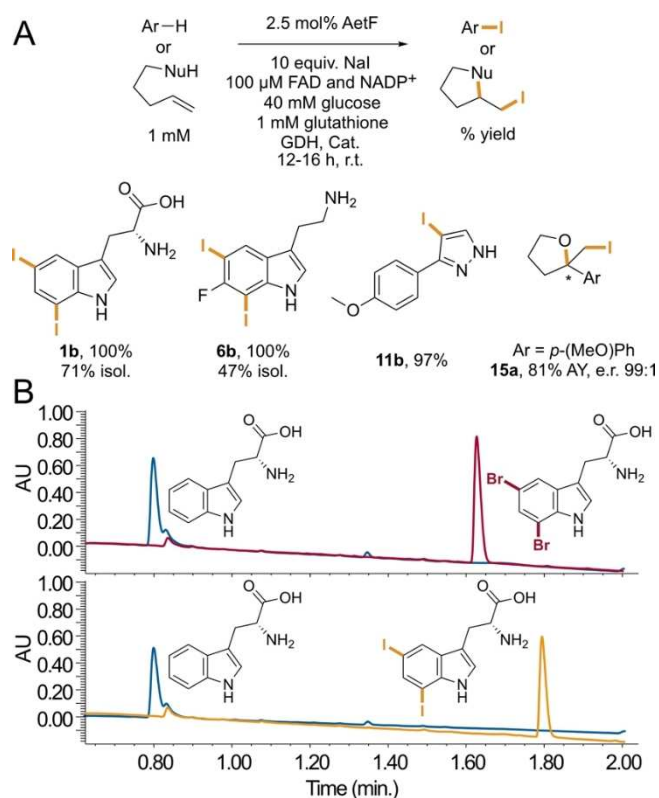 A
Ar–H
or
NuH
1 mM
2.5 mol% AetF
10 equiv. NaI
100 µM FAD and NADP⁺
40 mM glucose
1 mM glutathione
GDH, Cat.
12-16 h, r.t.
Ar–I
or
Nu
I
% yield
O
OH
NH₂
I
I
N
H
1b, 100%
71% isol.
NH₂
I
F
I
N
H
6b, 100%
47% isol.
I
NH
N
O
11b, 97%
O
I
Ar
*
Ar = p-(MeO)Ph
15a, 81% AY, e.r. 99:1
B
1.00
0.80
0.60
0.40
0.20
0.00
AU
O
OH
NH₂
N
H
O
OH
NH₂
Br
Br
N
H
1.00
0.80
0.60
0.40
0.20
0.00
AU
O
OH
NH₂
N
H
O
OH
NH₂
I
I
N
H
0.80 1.00 1.20 1.40 1.60 1.80 2.00
Time (min.)